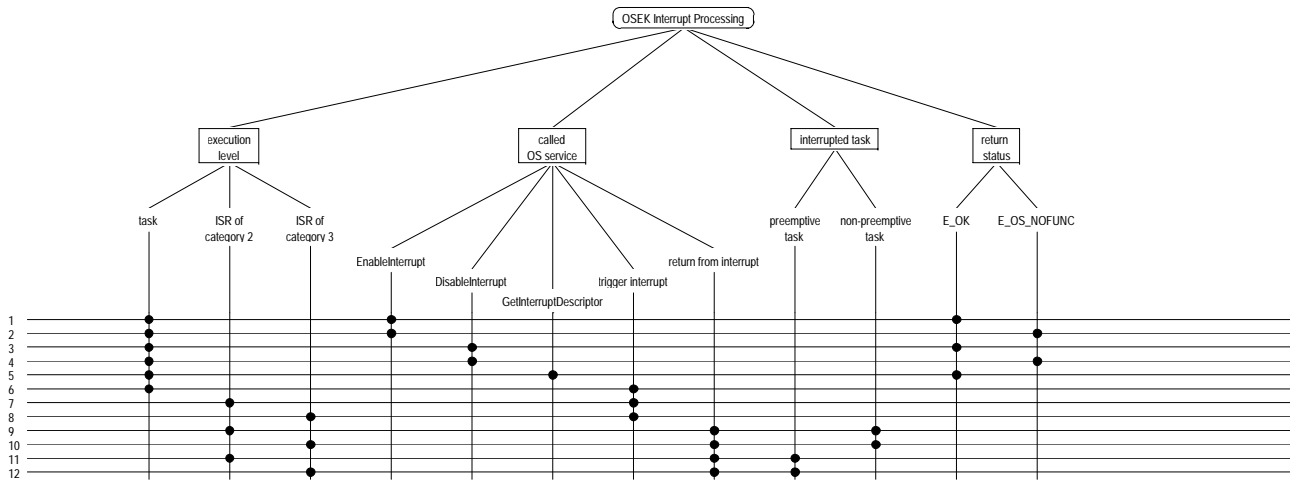 OSEK Interrupt Processing
execution
level
called
OS service
interrupted task
return
status
task
ISR of
category 2
ISR of
category 3
preemptive
task
non-preemptive
task
E_OK
E_OS_NOFUNC
EnableInterrupt
DisableInterrupt
GetInterruptDescriptor
trigger interrupt
return from interrupt
1
2
3
4
5
6
7
8
9
10
11
12